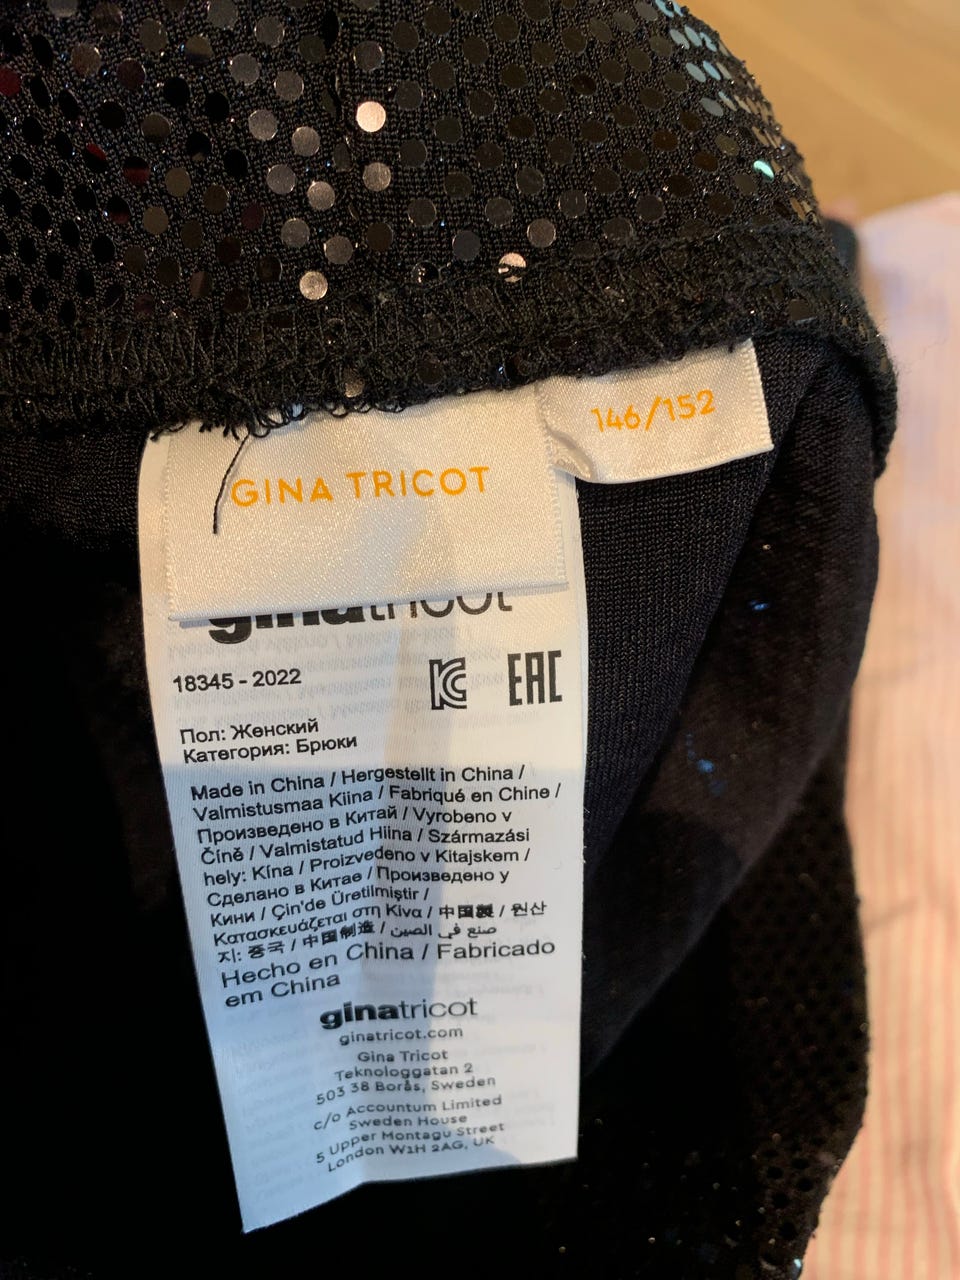 146/152
GINA TRICOT
ginatricot
18345 - 2022
KC EAC
Пол: Женский
Категория: Брюки
Made in China / Hergestellt in China /
Valmistusmaa Kiina / Fabriqué en Chine /
Произведено в Китай / Vyrobeno v
Číně / Valmistatud Hiina / Származási
hely: Kína / Proizvedeno v Kitajskem /
Сделано в Китае / Произведено у
Кини / Çin'de Üretilmiştir /
Κατασκευάζεται στη Κίνα / 中国製 / 원산
지: 중국 / 中国制造 / صنع في الصين
Hecho en China / Fabricado
em China
ginatricot
ginatricot.com
Gina Tricot
Teknologgatan 2
503 38 Borås, Sweden
c/o Accountum Limited
Sweden House
5 Upper Montagu Street
London W1H 2AG, UK